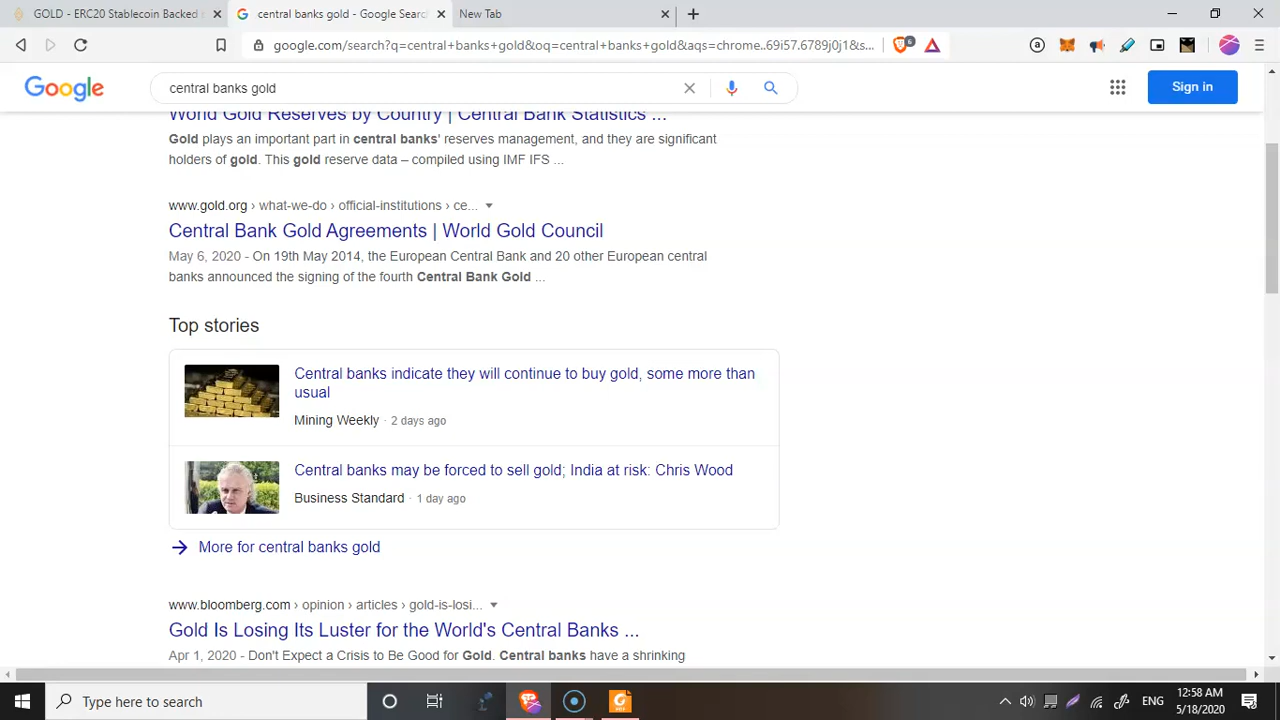 GOLD - ERC20 Stablecoin Backed
central banks gold - Google Searc
New Tab
google.com/search?q=central+banks+gold&oq=central+banks+gold&aqs=chrome..69i57.6789j0j1&s...
6
Google
central banks gold
Sign in
World Gold Reserves by Country | Central Bank Statistics ...
Gold plays an important part in central banks' reserves management, and they are significant
holders of gold. This gold reserve data – compiled using IMF IFS ...
www.gold.org › what-we-do › official-institutions › ce...
Central Bank Gold Agreements | World Gold Council
May 6, 2020 - On 19th May 2014, the European Central Bank and 20 other European central
banks announced the signing of the fourth Central Bank Gold ...
Top stories
Central banks indicate they will continue to buy gold, some more than
usual
Mining Weekly · 2 days ago
Central banks may be forced to sell gold; India at risk: Chris Wood
Business Standard · 1 day ago
More for central banks gold
www.bloomberg.com › opinion › articles › gold-is-losi...
Gold Is Losing Its Luster for the World's Central Banks ...
Apr 1, 2020 - Don't Expect a Crisis to Be Good for Gold. Central banks have a shrinking
Type here to search
ENG
12:58 AM
5/18/2020